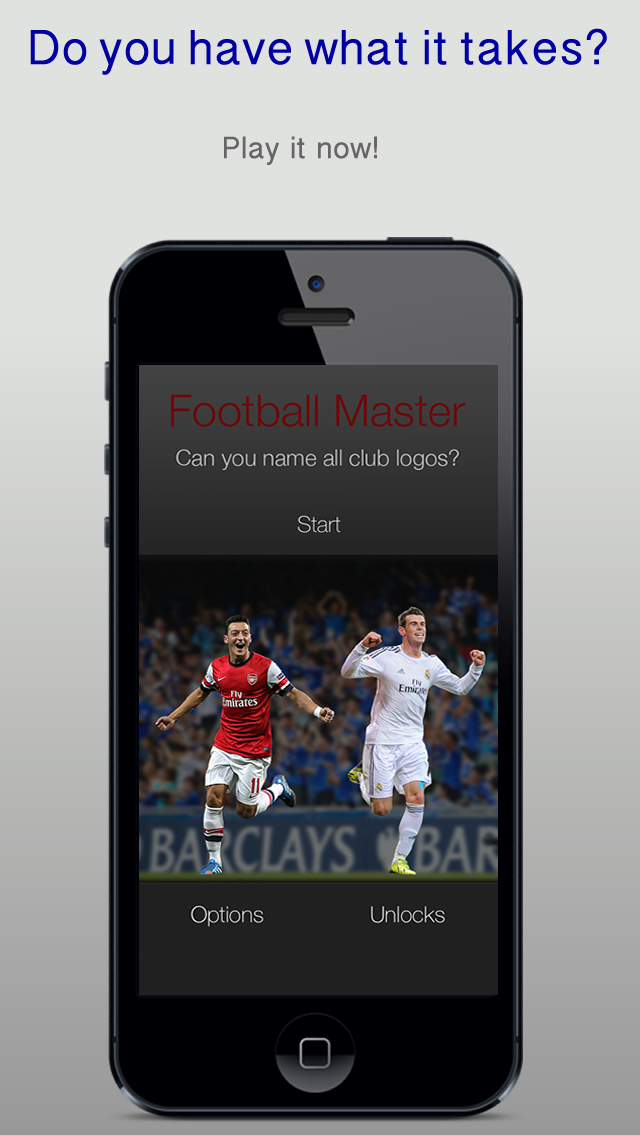 Do you have what it takes?
Play it now!
Football Master
Can you name all club logos?
Start
Fly
Emirates
11
Fly
Emirates
BARCLAYS BAR
Options Unlocks